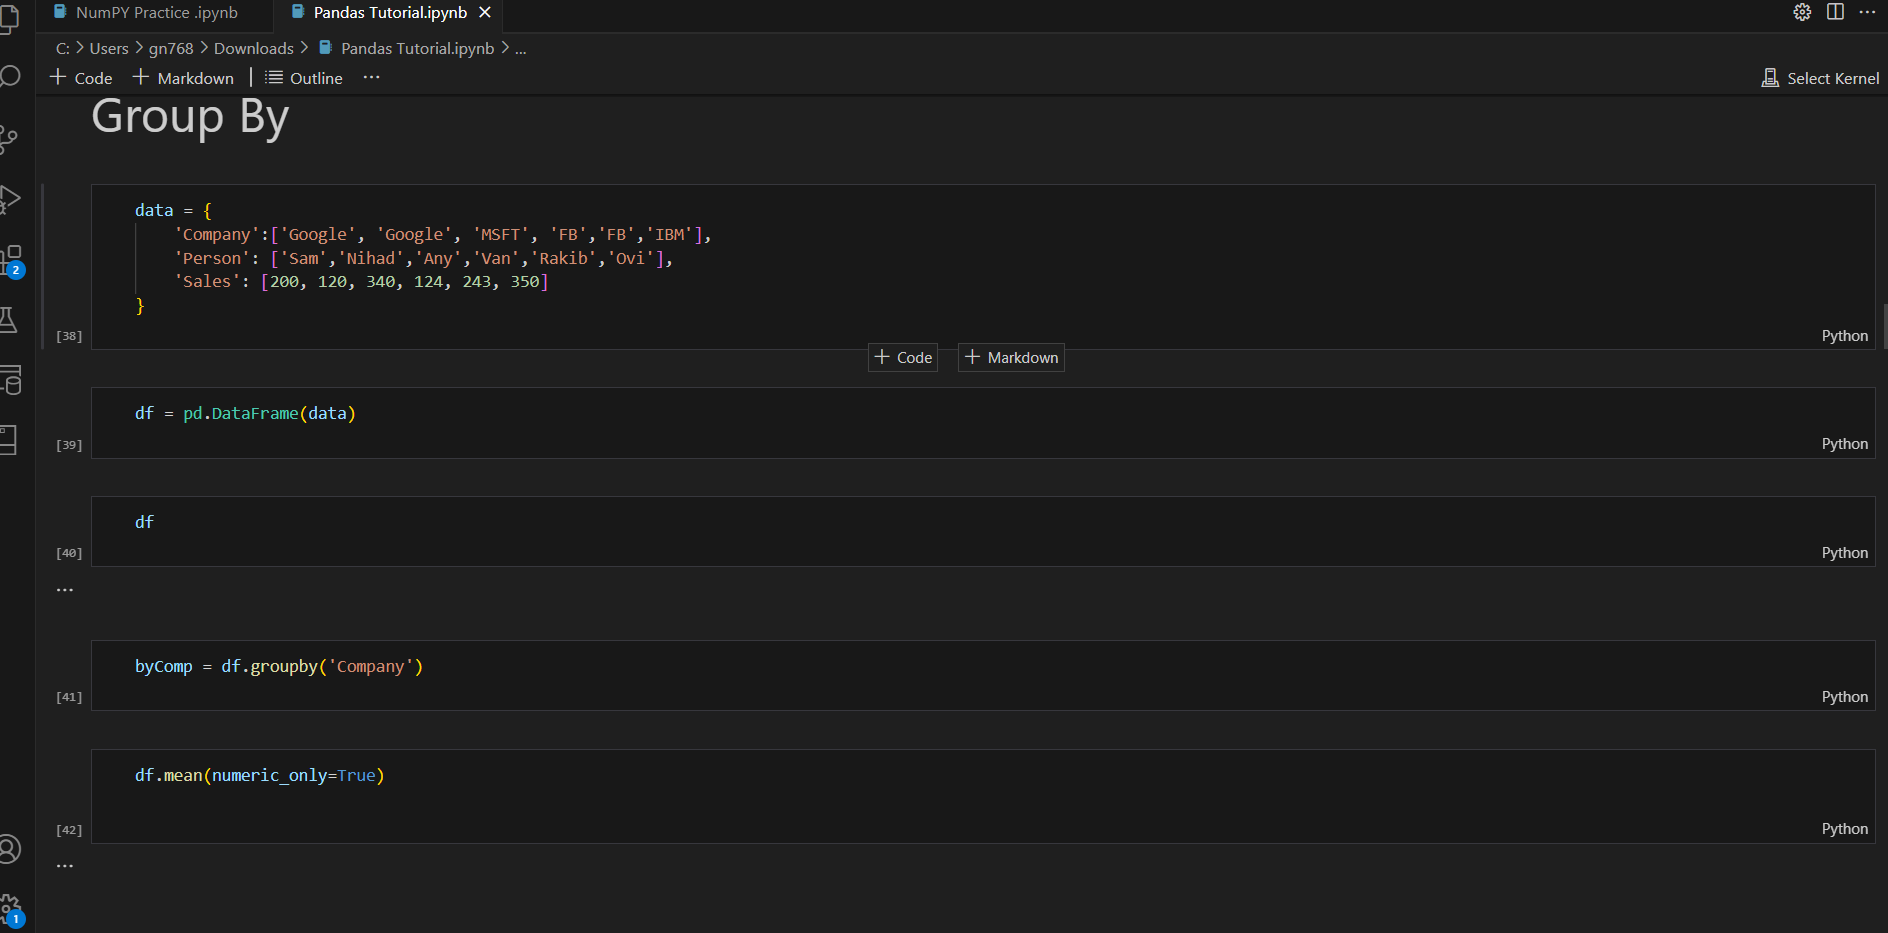 NumPY Practice .ipynb
Pandas Tutorial.ipynb
C: > Users > gn768 > Downloads > Pandas Tutorial.ipynb > ...
+ Code + Markdown | Outline ...
Select Kernel
Group By
data = {
    'Company':['Google', 'Google', 'MSFT', 'FB','FB','IBM'],
    'Person': ['Sam','Nihad','Any','Van','Rakib','Ovi'],
    'Sales': [200, 120, 340, 124, 243, 350]
}
[38]
Python
+ Code + Markdown
df = pd.DataFrame(data)
[39]
Python
df
[40]
Python
...
byComp = df.groupby('Company')
[41]
Python
df.mean(numeric_only=True)
[42]
Python
...
2
1